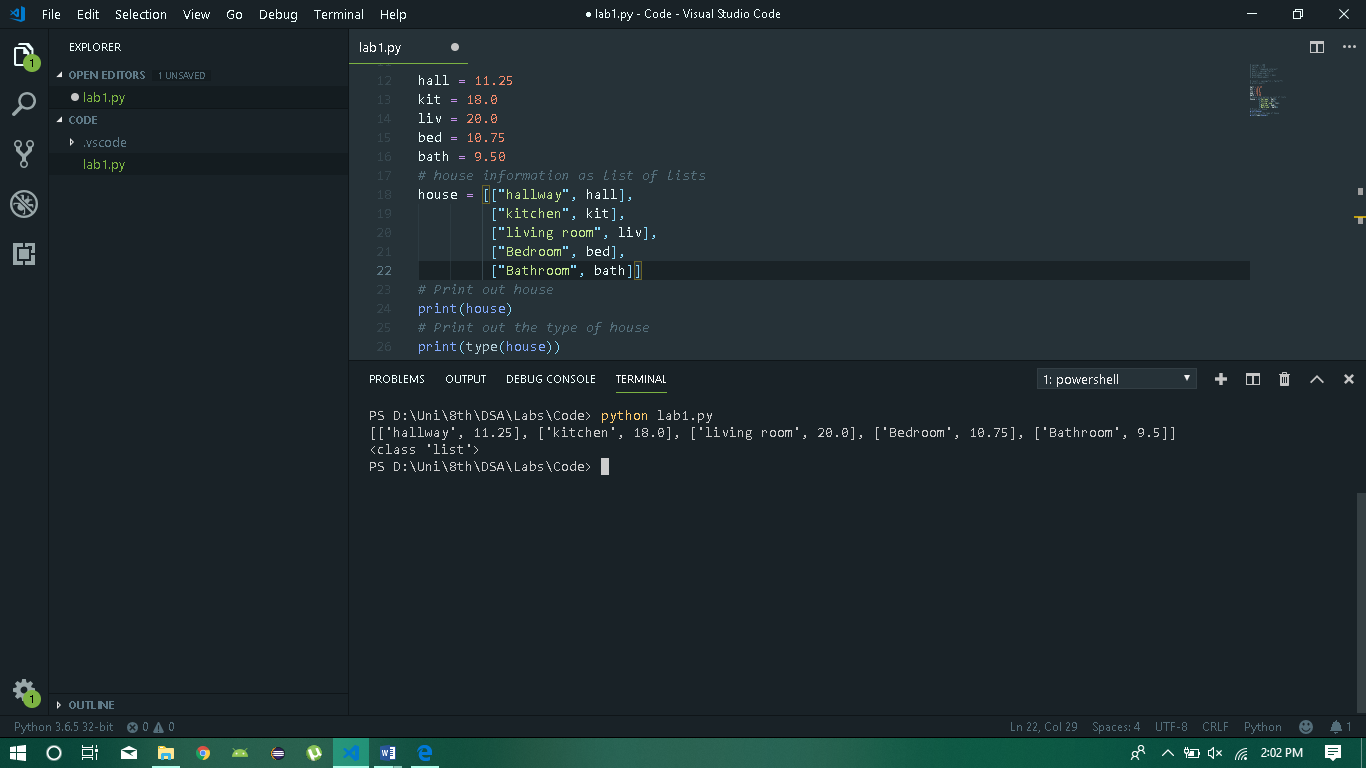 File Edit Selection View Go Debug Terminal Help
● lab1.py - Code - Visual Studio Code
EXPLORER
OPEN EDITORS 1 UNSAVED
lab1.py
CODE
.vscode
lab1.py
OUTLINE
1
1
lab1.py
12 hall = 11.25
13 kit = 18.0
14 liv = 20.0
15 bed = 10.75
16 bath = 9.50
17 # house information as list of lists
18 house = [["hallway", hall],
19 ["kitchen", kit],
20 ["living room", liv],
21 ["Bedroom", bed],
22 ["Bathroom", bath]]
23 # Print out house
24 print(house)
25 # Print out the type of house
26 print(type(house))
PROBLEMS OUTPUT DEBUG CONSOLE TERMINAL
1: powershell
PS D:\Uni\8th\DSA\Labs\Code> python lab1.py
[['hallway', 11.25], ['kitchen', 18.0], ['living room', 20.0], ['Bedroom', 10.75], ['Bathroom', 9.5]]
<class 'list'>
PS D:\Uni\8th\DSA\Labs\Code>
Python 3.6.5 32-bit 0 0
Ln 22, Col 29 Spaces: 4 UTF-8 CRLF Python 1
2:02 PM